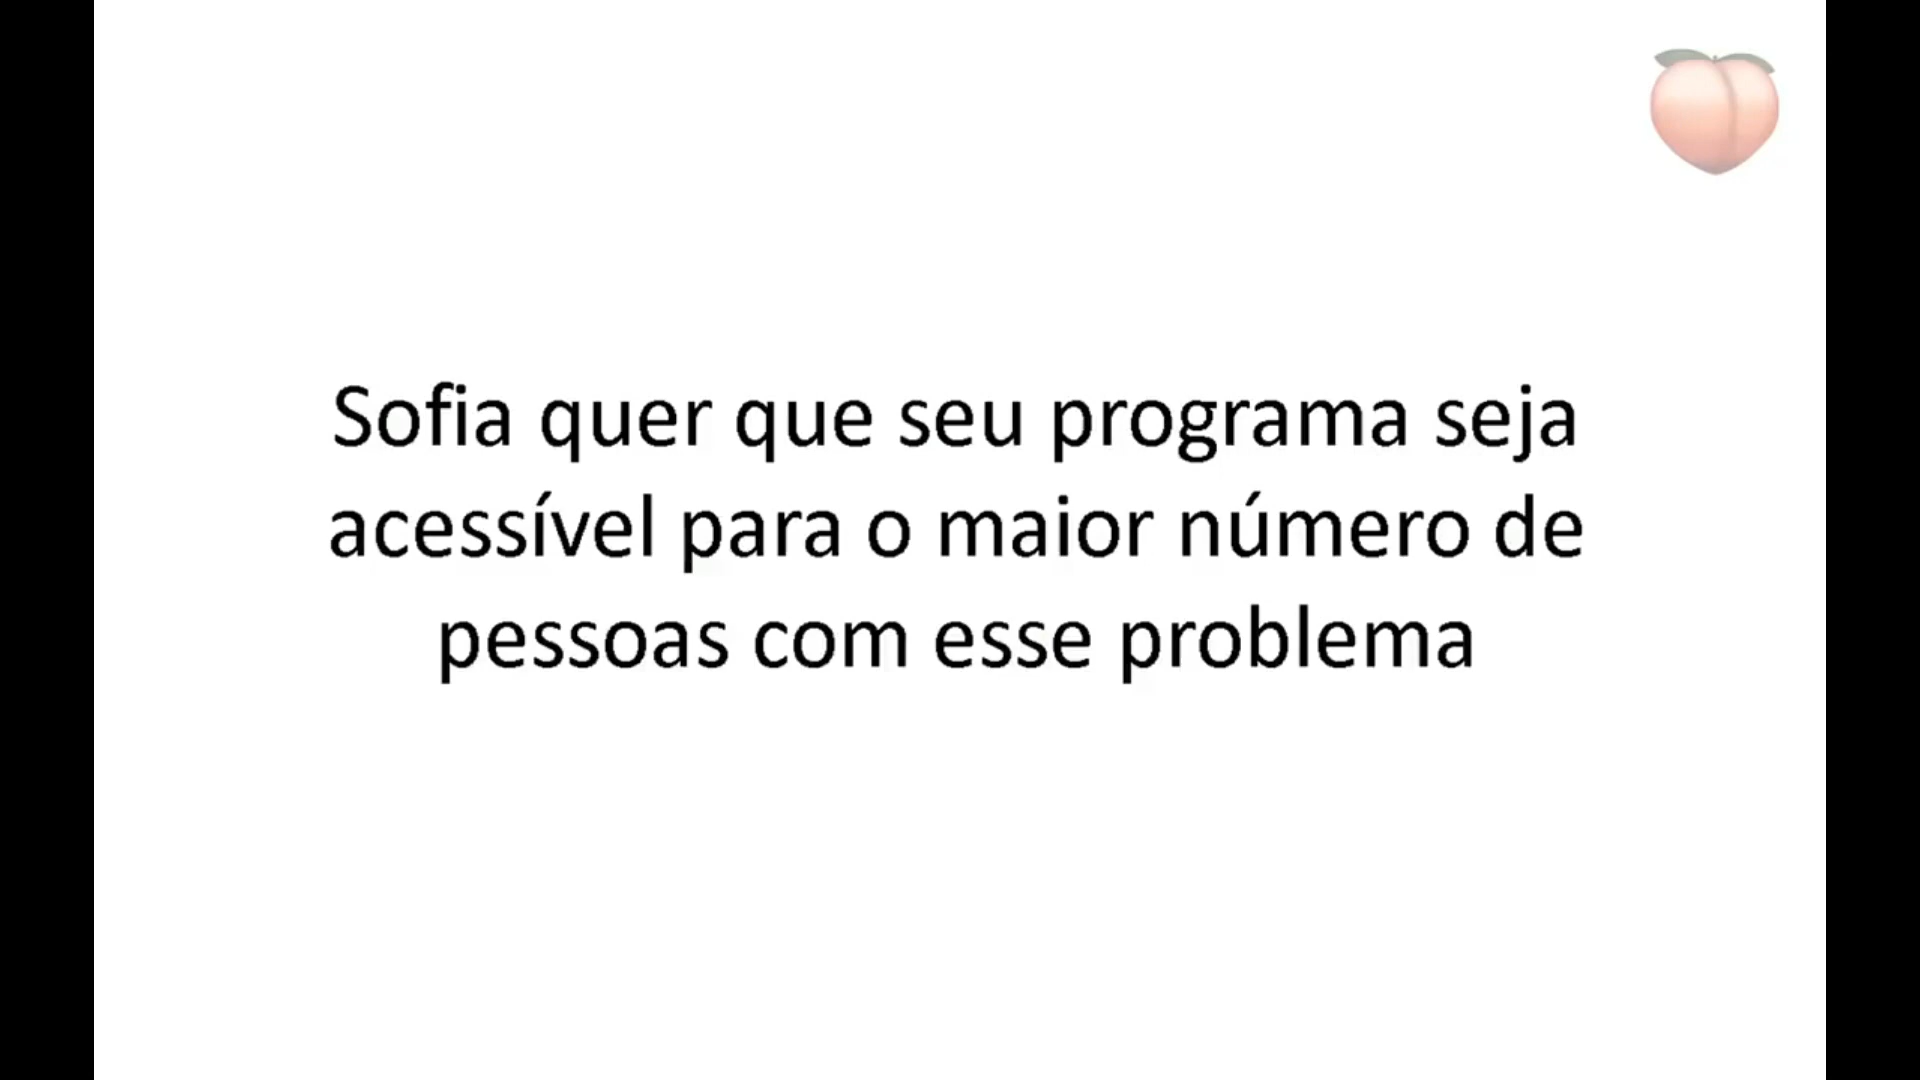 Sofia quer que seu programa seja
acessível para o maior número de
pessoas com esse problema